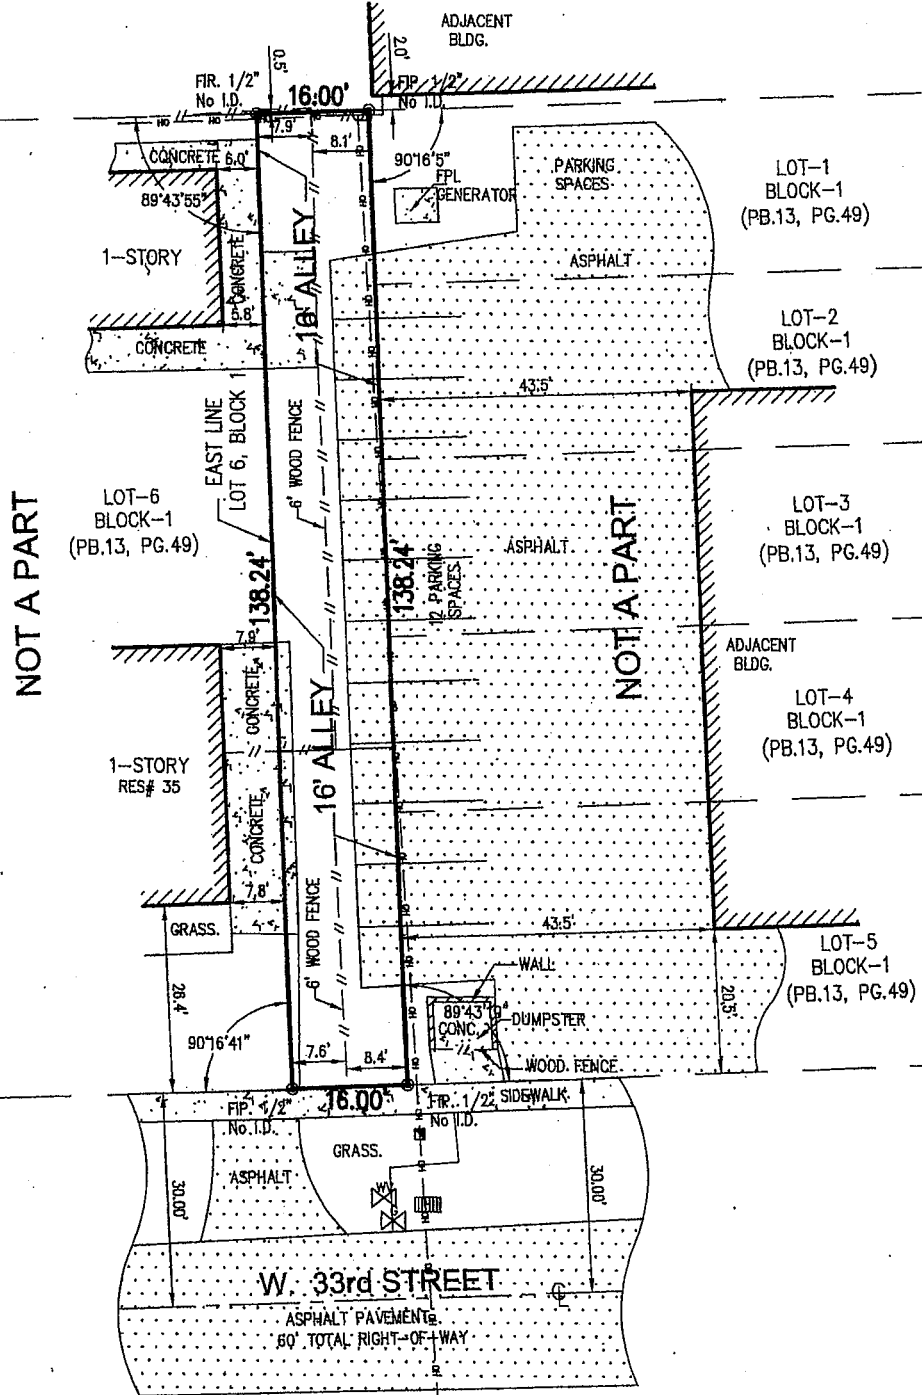 ADJACENT
BLDG.
2.0'
0.5'
FIR. 1/2"
No I.D.
16.00'
FIP. 1/2"
No I.D.
7.9'
8.1'
CONCRETE
6.0'
90°16'5"
89°43'55"
FPL
GENERATOR
PARKING
SPACES
LOT-1
BLOCK-1
(PB.13, PG.49)
1-STORY
CONCRETE
16' ALLEY
ASPHALT
5.8'
CONCRETE
LOT-2
BLOCK-1
(PB.13, PG.49)
43.5'
EAST LINE
LOT 6, BLOCK 1
6' WOOD FENCE
NOT A PART
LOT-6
BLOCK-1
(PB.13, PG.49)
138.24'
138.24'
12 PARKING
SPACES
ASPHALT
NOT A PART
LOT-3
BLOCK-1
(PB.13, PG.49)
7.9'
CONCRETE
ADJACENT
BLDG.
16' ALLEY
LOT-4
BLOCK-1
(PB.13, PG.49)
1-STORY
RES# 35
CONCRETE
7.8'
GRASS.
6' WOOD FENCE
43.5'
LOT-5
BLOCK-1
(PB.13, PG.49)
WALL
28.4'
89°43'
CONC.
DUMPSTER
20.5'
90°16'41"
7.6'
8.4'
WOOD. FENCE
16.00'
FIP. 1/2"
No I.D.
FIR. 1/2"
No I.D.
SIDEWALK
GRASS.
ASPHALT
30.00'
30.00'
WV
W. 33rd STREET
ASPHALT PAVEMENT
60' TOTAL RIGHT-OF-WAY